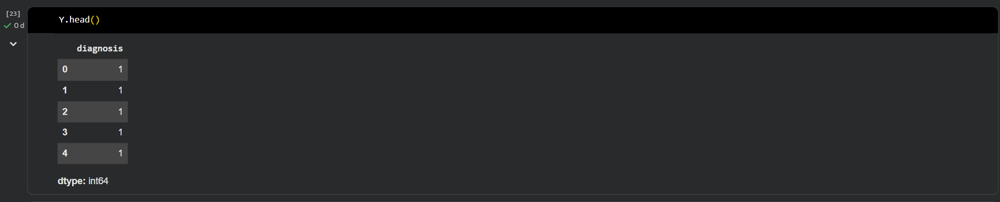 [23]
Y.head()
0 d
diagnosis
0 1
1 1
2 1
3 1
4 1
dtype: int64